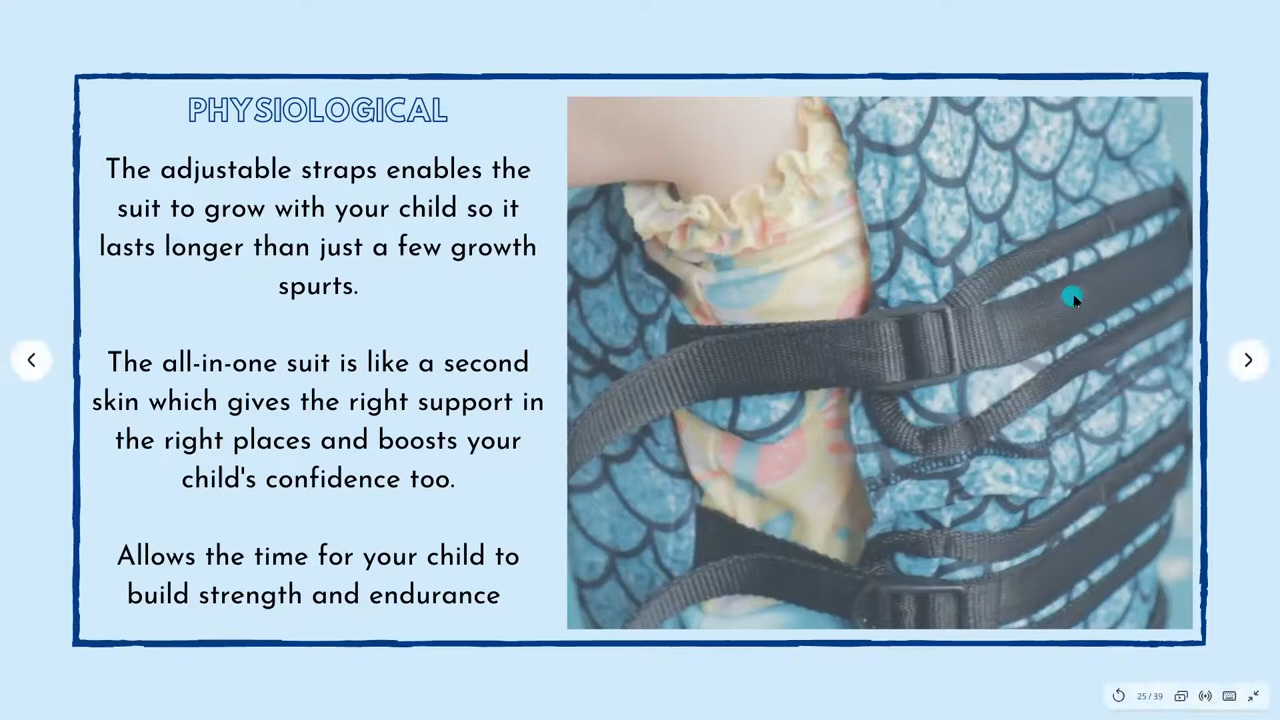 PHYSIOLOGICAL
The adjustable straps enables the
suit to grow with your child so it
lasts longer than just a few growth
spurts.
The all-in-one suit is like a second
skin which gives the right support in
the right places and boosts your
child's confidence too.
Allows the time for your child to
build strength and endurance
25 / 39